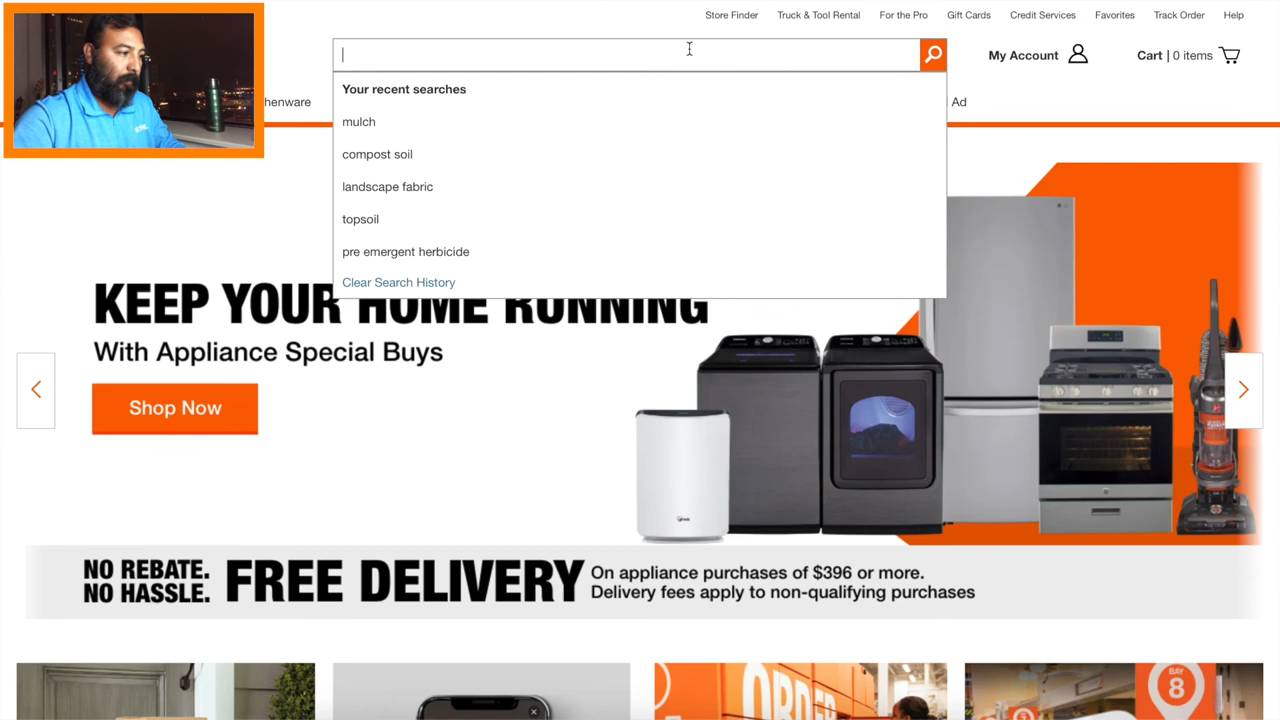 Store Finder Truck & Tool Rental For the Pro Gift Cards Credit Services Favorites Track Order Help
My Account Cart | 0 items
henware Ad
Your recent searches
mulch
compost soil
landscape fabric
topsoil
pre emergent herbicide
Clear Search History
KEEP YOUR HOME RUNNING
With Appliance Special Buys
Shop Now
NO REBATE.
NO HASSLE.
FREE DELIVERY
On appliance purchases of $396 or more.
Delivery fees apply to non-qualifying purchases
ORDER
BAY
8